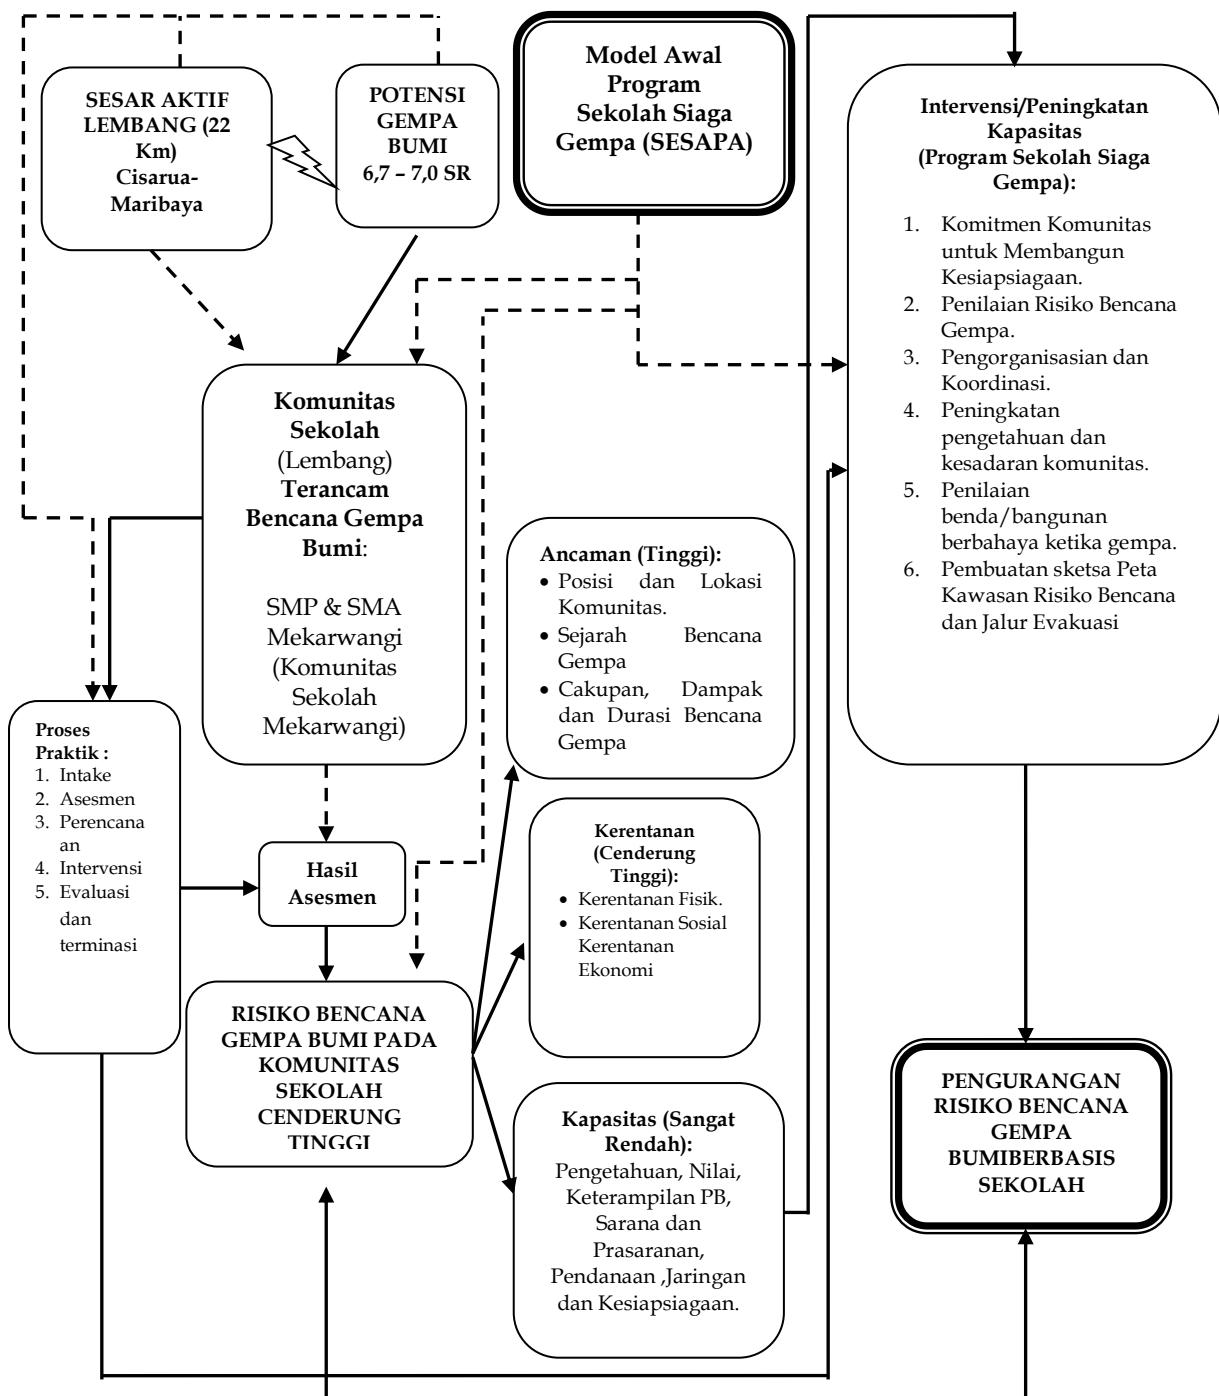 SESAR AKTIF
LEMBANG (22
Km)
Cisarua-
Maribaya
POTENSI
GEMPA
BUMI
6,7 – 7,0 SR
Model Awal
Program
Sekolah Siaga
Gempa (SESAPA)
Intervensi/Peningkatan
Kapasitas
(Program Sekolah Siaga
Gempa):
1. Komitmen Komunitas
untuk Membangun
Kesiapsiagaan.
2. Penilaian Risiko Bencana
Gempa.
3. Pengorganisasian dan
Koordinasi.
4. Peningkatan
pengetahuan dan
kesadaran komunitas.
5. Penilaian
benda/bangunan
berbahaya ketika gempa.
6. Pembuatan sketsa Peta
Kawasan Risiko Bencana
dan Jalur Evakuasi
Komunitas
Sekolah
(Lembang)
Terancam
Bencana Gempa
Bumi:
SMP & SMA
Mekarwangi
(Komunitas
Sekolah
Mekarwangi)
Ancaman (Tinggi):
• Posisi dan Lokasi
Komunitas.
• Sejarah Bencana
Gempa
• Cakupan, Dampak
dan Durasi Bencana
Gempa
Proses
Praktik :
1. Intake
2. Asesmen
3. Perencana
an
4. Intervensi
5. Evaluasi
dan
terminasi
Hasil
Asesmen
Kerentanan
(Cenderung
Tinggi):
• Kerentanan Fisik.
• Kerentanan Sosial
Kerentanan
Ekonomi
RISIKO BENCANA
GEMPA BUMI PADA
KOMUNITAS
SEKOLAH
CENDERUNG
TINGGI
Kapasitas (Sangat
Rendah):
Pengetahuan, Nilai,
Keterampilan PB,
Sarana dan
Prasaranan,
Pendanaan ,Jaringan
dan Kesiapsiagaan.
PENGURANGAN
RISIKO BENCANA
GEMPA
BUMIBERBASIS
SEKOLAH